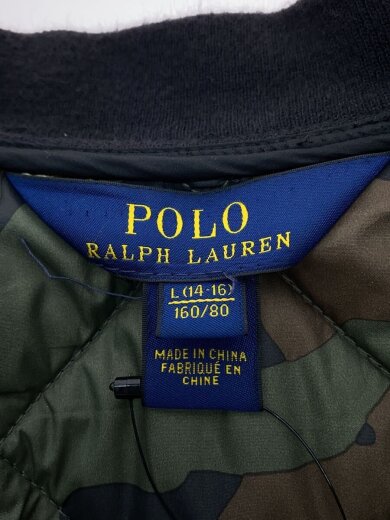 POLO
RALPH LAUREN
L (14-16)
160/80
MADE IN CHINA
FABRIQUÉ EN
CHINE